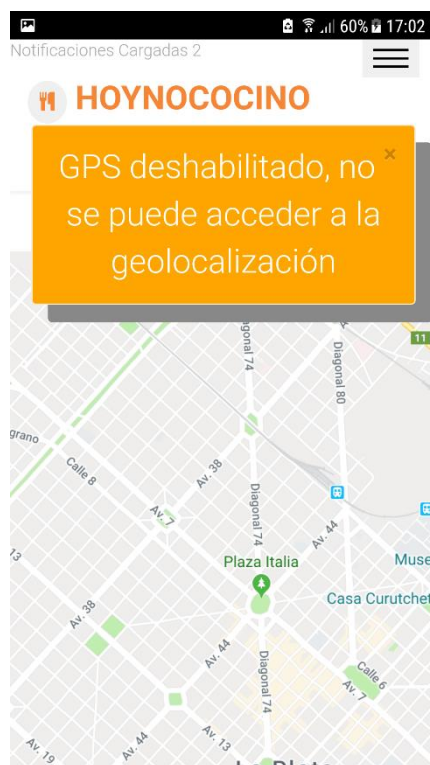 60% 17:02
Notificaciones Cargadas 2
HOYNOCOCINO
×
GPS deshabilitado, no
se puede acceder a la
geolocalización
Diagonal 74
Diagonal 80
11
grano
Calle 8
Av. 38
Av. 7
Diagonal 74
Av. 44
Plaza Italia
Muse
13
Casa Curutchet
Av. 38
Av. 44
Diagonal 74
Calle 6
Av. 7
Av. 19
Av. 44
Av. 13